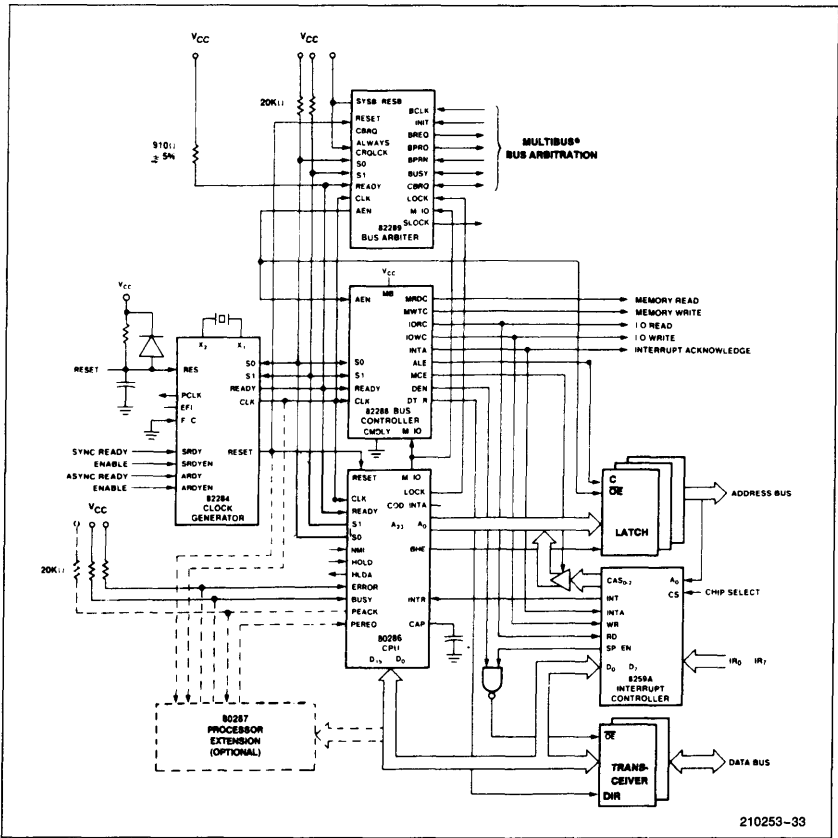 VCC
VCC
20KΩ
910Ω
± 5%
SYSB RESB
RESET
CBRQ
ALWAYS
CRQLCK
S0
S1
READY
CLK
AEN
BCLK
INIT
BREQ
BPRO
BPRN
BUSY
CBRQ
LOCK
M IO
SLOCK
82289
BUS ARBITER
MULTIBUS®
BUS ARBITRATION
VCC
MB
AEN
S0
S1
READY
CLK
MRDC
MWTC
IORC
IOWC
INTA
ALE
MCE
DEN
DT R
82288 BUS
CONTROLLER
CMDLY M IO
MEMORY READ
MEMORY WRITE
I O READ
I O WRITE
INTERRUPT ACKNOWLEDGE
VCC
RESET
X2 X1
RES
PCLK
EFI
F C
SRDY
SRDYEN
ARDY
ARDYEN
S0
S1
READY
CLK
RESET
82284
CLOCK
GENERATOR
SYNC READY
ENABLE
ASYNC READY
ENABLE
VCC
20KΩ
RESET
CLK
READY
S1
S0
NMI
HOLD
HLDA
ERROR
BUSY
PEACK
PEREQ
M IO
LOCK
COD INTA
A23 A0
BHE
INTR
CAP
80286
CPU
D15 D0
C
OE
LATCH
ADDRESS BUS
CAS0-2
INT
INTA
WR
RD
SP EN
D0 D7
A0
CS
CHIP SELECT
IR0 IR7
8259A
INTERRUPT
CONTROLLER
80287
PROCESSOR
EXTENSION
(OPTIONAL)
OE
TRANS-
CEIVER
DIR
DATA BUS
210253-33